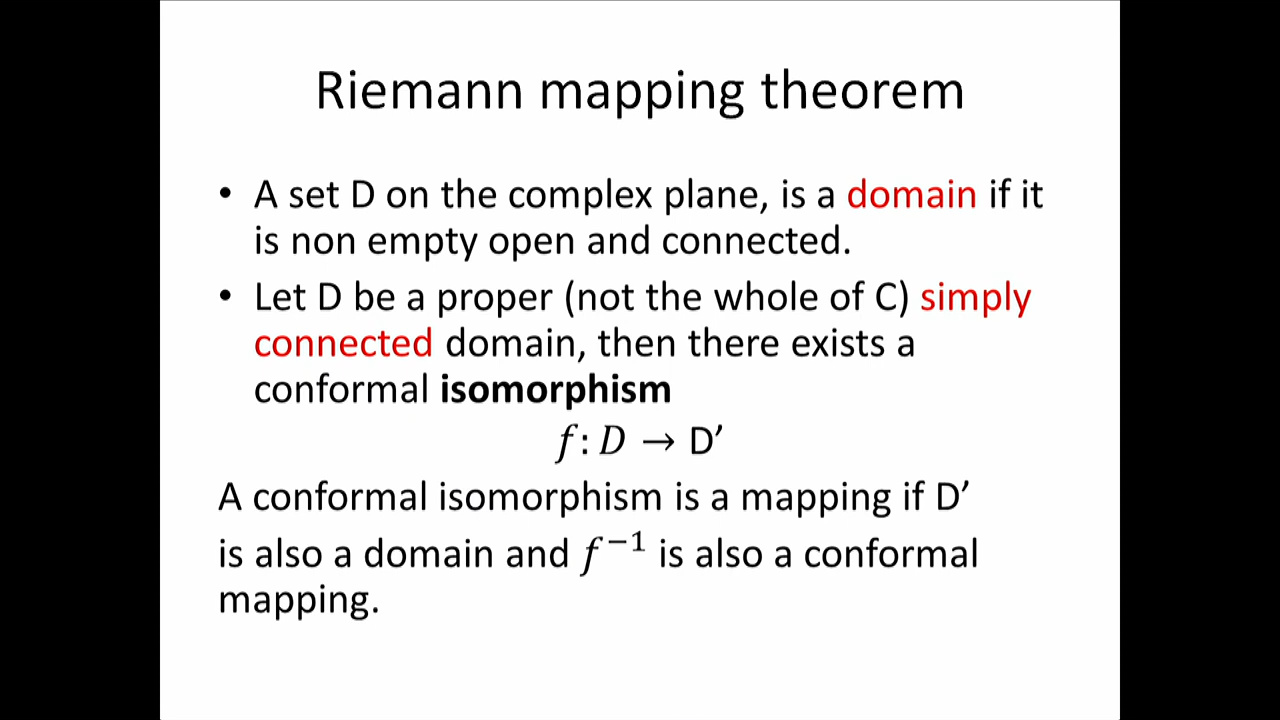 Riemann mapping theorem
• A set D on the complex plane, is a domain if it
is non empty open and connected.
• Let D be a proper (not the whole of C) simply
connected domain, then there exists a
conformal isomorphism
f: D → D’
A conformal isomorphism is a mapping if D’
is also a domain and f⁻¹ is also a conformal
mapping.